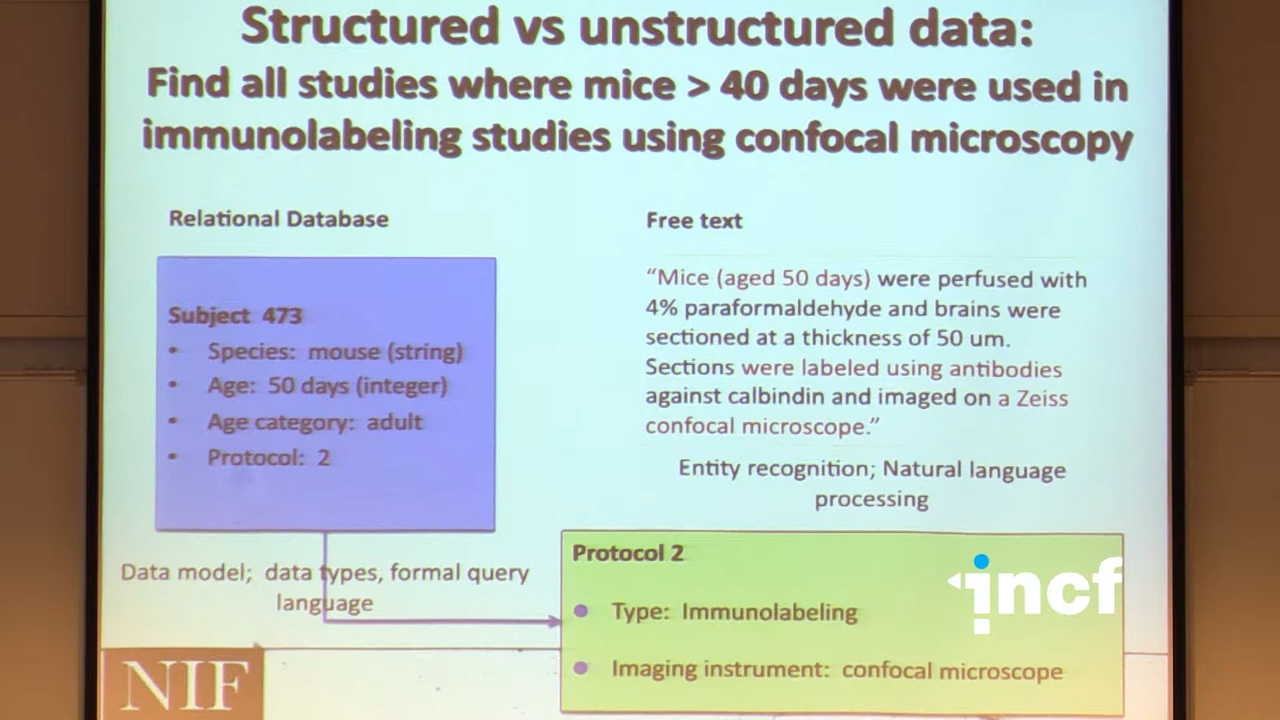 Structured vs unstructured data:
Find all studies where mice > 40 days were used in
immunolabeling studies using confocal microscopy
Relational Database
Subject 473
• Species: mouse (string)
• Age: 50 days (integer)
• Age category: adult
• Protocol: 2
Data model; data types, formal query
language
Free text
“Mice (aged 50 days) were perfused with
4% paraformaldehyde and brains were
sectioned at a thickness of 50 um.
Sections were labeled using antibodies
against calbindin and imaged on a Zeiss
confocal microscope.”
Entity recognition; Natural language
processing
Protocol 2
• Type: Immunolabeling
• Imaging instrument: confocal microscope
incf
NIF